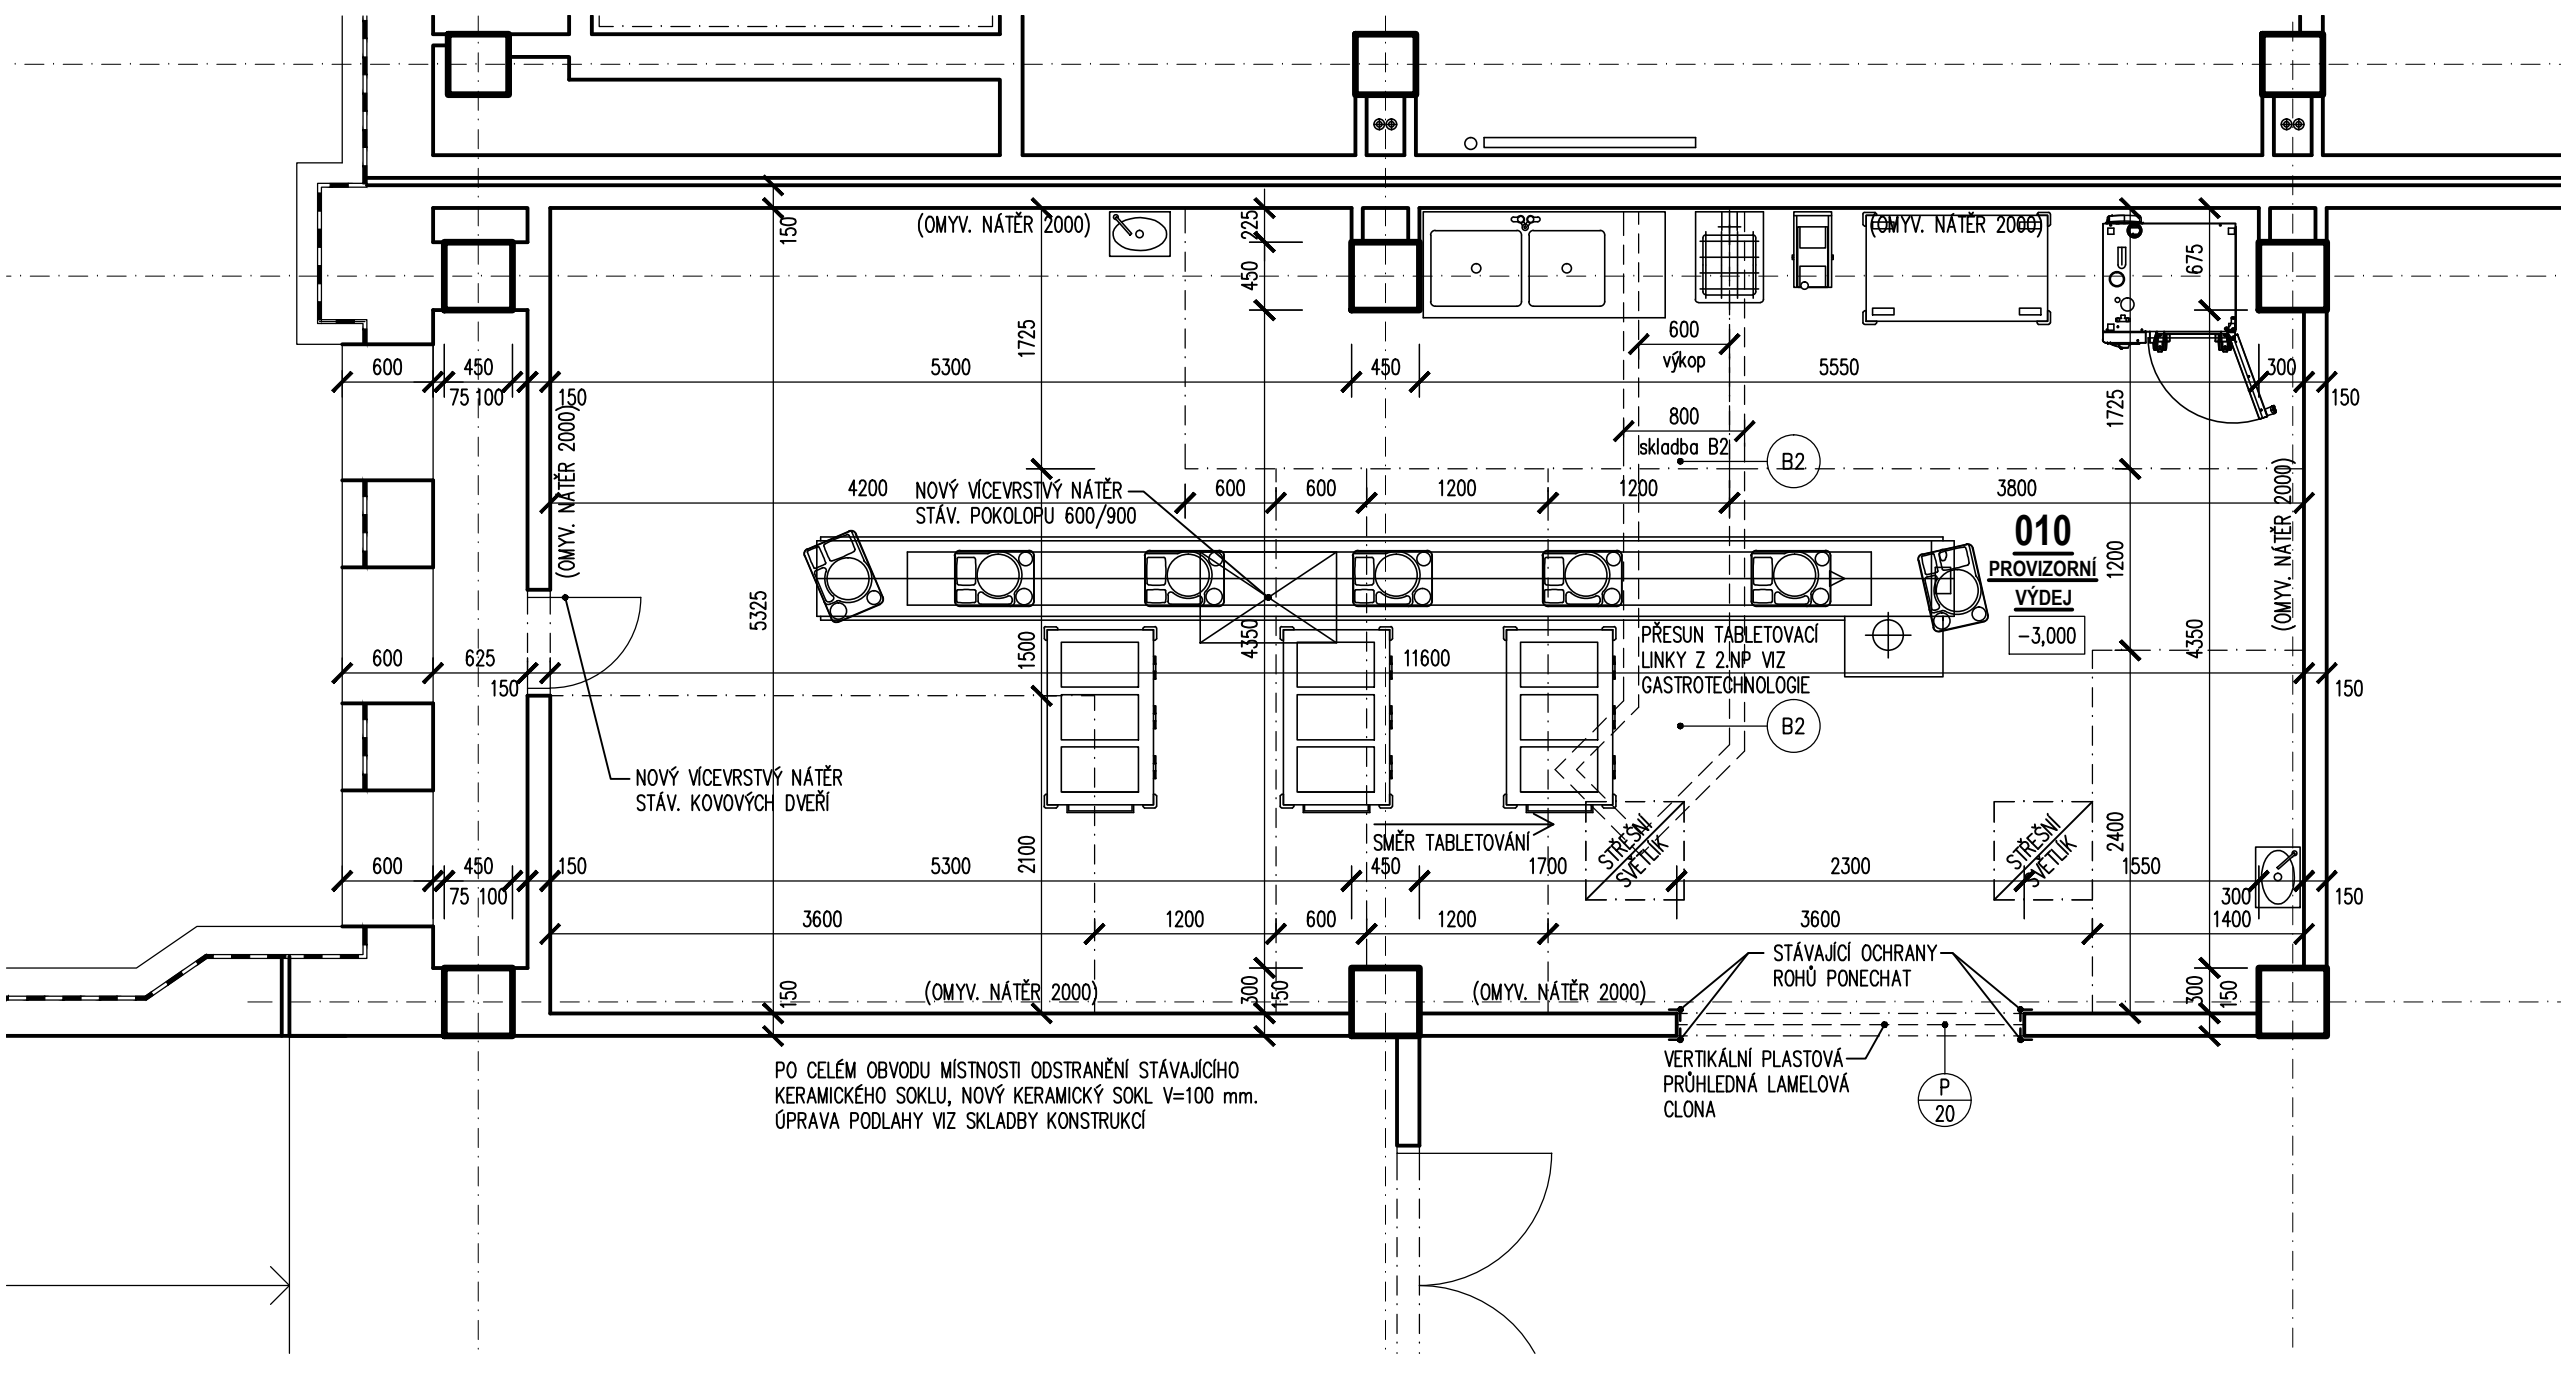 (OMYV. NÁTĚR 2000)
(OMYV. NÁTĚR 2000)
150
225
450
675
1725
600
výkop
600
450
75 100
150
5300
450
5550
300
150
1725
800
skladba B2
B2
(OMYV. NÁTĚR 2000)
(OMYV. NÁTĚR 2000)
4200
600
600
1200
1200
3800
NOVÝ VÍCEVRSTVÝ NÁTĚR
STÁV. POKOLOPU 600/900
010
PROVIZORNÍ
VÝDEJ
-3,000
1200
5325
1500
4350
4350
PŘESUN TABLETOVACÍ
LINKY Z 2.NP VIZ
GASTROTECHNOLOGIE
600
625
150
11600
150
B2
NOVÝ VÍCEVRSTVÝ NÁTĚR
STÁV. KOVOVÝCH DVEŘÍ
SMĚR TABLETOVÁNÍ
STŘEŠNÍ
SVĚTLÍK
STŘEŠNÍ
SVĚTLÍK
2100
2400
600
450
75 100
150
5300
450
1700
2300
1550
300
150
3600
1200
600
1200
3600
1400
STÁVAJÍCÍ OCHRANY
ROHŮ PONECHAT
150
(OMYV. NÁTĚR 2000)
300
150
(OMYV. NÁTĚR 2000)
300
150
PO CELÉM OBVODU MÍSTNOSTI ODSTRANĚNÍ STÁVAJÍCÍHO
KERAMICKÉHO SOKLU, NOVÝ KERAMICKÝ SOKL V=100 mm.
ÚPRAVA PODLAHY VIZ SKLADBY KONSTRUKCÍ
VERTIKÁLNÍ PLASTOVÁ
PRŮHLEDNÁ LAMELOVÁ
CLONA
P
20